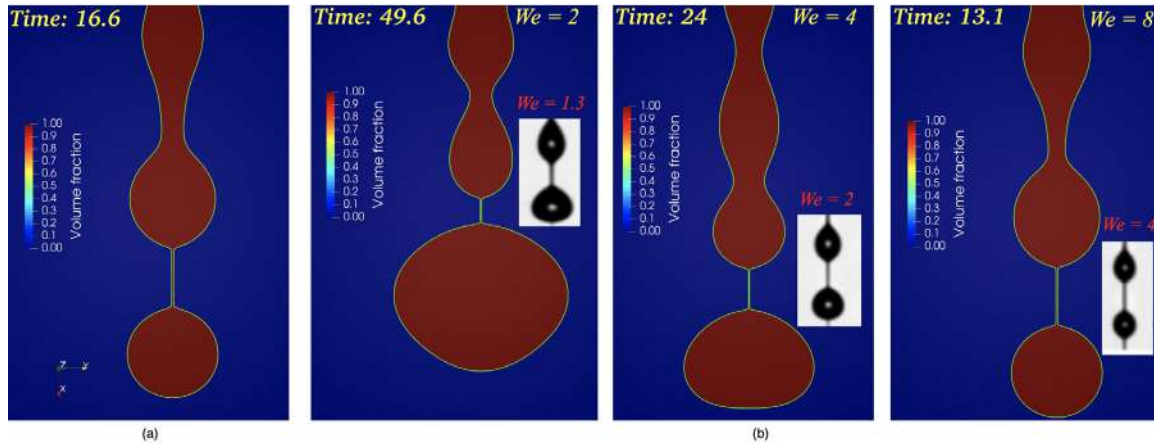 Time: 16.6
1.00
0.9
0.8
0.7
0.6
0.5
0.4
0.3
0.2
0.1
0.00
Volume fraction
Z
Y
X
(a)
Time: 49.6
We = 2
We = 1.3
1.00
0.9
0.8
0.7
0.6
0.5
0.4
0.3
0.2
0.1
0.00
Volume fraction
Time: 24
We = 4
We = 2
1.00
0.9
0.8
0.7
0.6
0.5
0.4
0.3
0.2
0.1
0.00
Volume fraction
(b)
Time: 13.1
We = 8
We = 4
1.00
0.9
0.8
0.7
0.6
0.5
0.4
0.3
0.2
0.1
0.00
Volume fraction